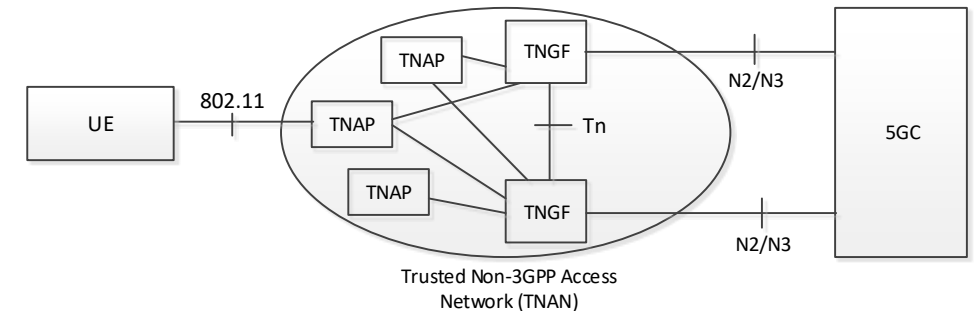 TNAP
TNGF
N2/N3
UE
802.11
TNAP
Tn
5GC
TNAP
TNGF
N2/N3
Trusted Non-3GPP Access
Network (TNAN)